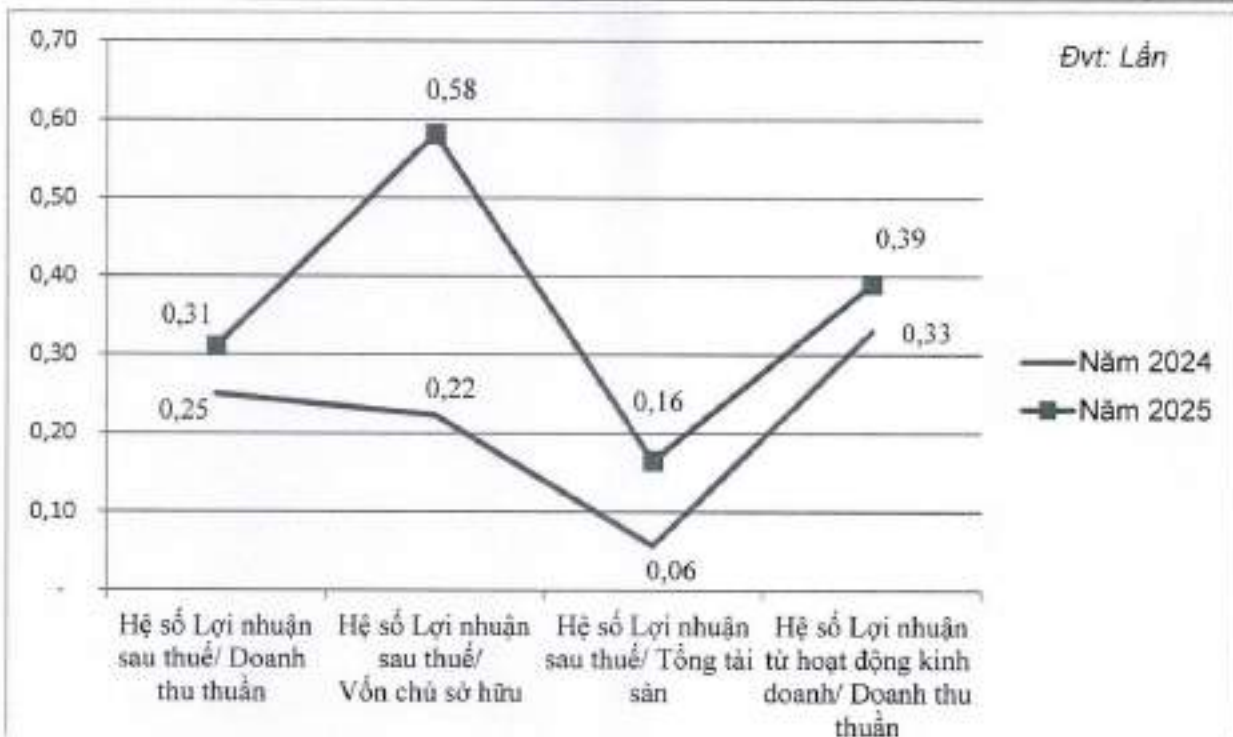 Đvt: Lần
0,70
0,60
0,50
0,40
0,30
0,20
0,10
-
0,58
0,39
0,31
0,33
0,22
0,25
0,16
0,06
Năm 2024
Năm 2025
Hệ số Lợi nhuận
sau thuế/ Doanh
thu thuần
Hệ số Lợi nhuận
sau thuế/
Vốn chủ sở hữu
Hệ số Lợi nhuận
sau thuế/ Tổng tài
sản
Hệ số Lợi nhuận
từ hoạt động kinh
doanh/ Doanh thu
thuần